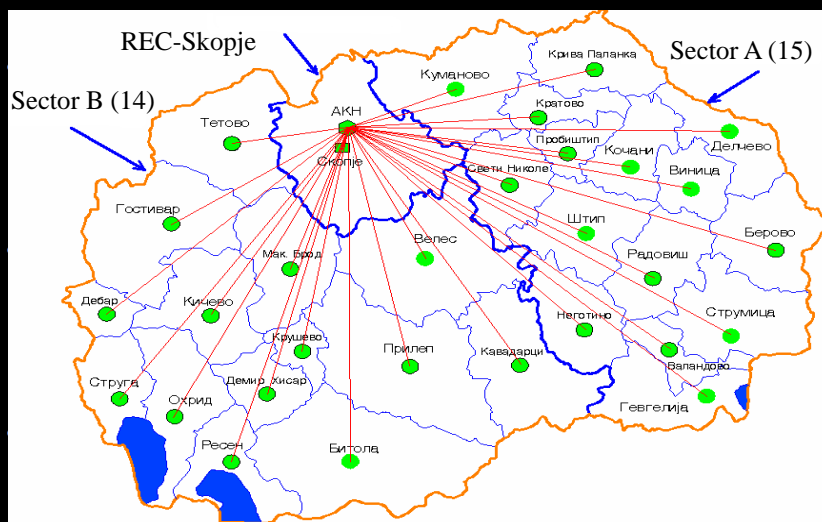 REC-Skopje
Sector A (15)
Sector B (14)
Крива Паланка
Куманово
АКН
Кратово
Тетово
Пробиштип
Делчево
Скопје
Кочани
Свети Николе
Виница
Гостивар
Штип
Велес
Берово
Мак. Брод
Радовиш
Дебар
Кичево
Неготино
Струмица
Крушево
Прилеп
Кавадарци
Валандово
Струга
Демир Хисар
Охрид
Гевгелија
Ресен
Битола